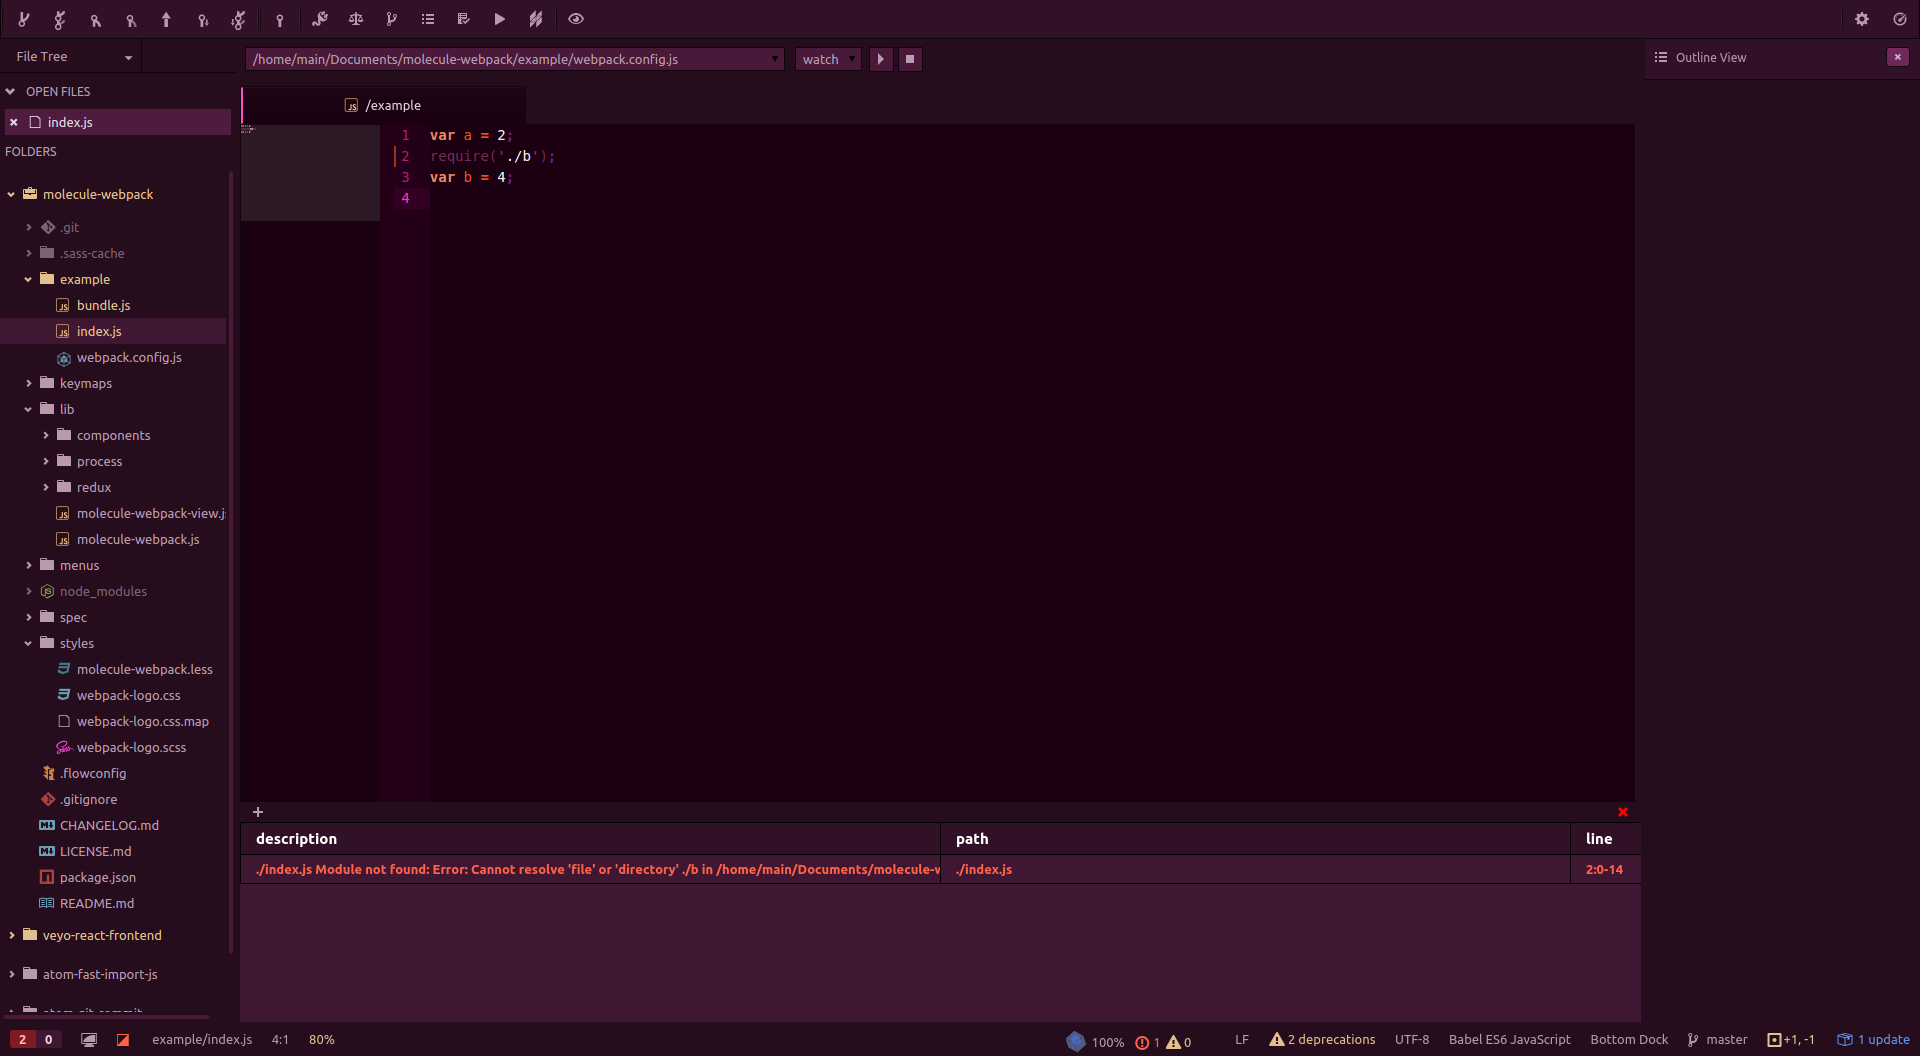 File Tree
/home/main/Documents/molecule-webpack/example/webpack.config.js
watch
Outline View
OPEN FILES
index.js
FOLDERS
molecule-webpack
.git
.sass-cache
example
bundle.js
index.js
webpack.config.js
keymaps
lib
components
process
redux
molecule-webpack-view.j
molecule-webpack.js
menus
node_modules
spec
styles
molecule-webpack.less
webpack-logo.css
webpack-logo.css.map
webpack-logo.scss
.flowconfig
.gitignore
CHANGELOG.md
LICENSE.md
package.json
README.md
veyo-react-frontend
atom-fast-import-js
/example
1 var a = 2;
2 require('./b');
3 var b = 4;
4
description path line
./index.js Module not found: Error: Cannot resolve 'file' or 'directory' ./b in /home/main/Documents/molecule-w ./index.js 2:0-14
2 0 example/index.js 4:1 80% 100% 1 0 LF 2 deprecations UTF-8 Babel ES6 JavaScript Bottom Dock master +1, -1 1 update